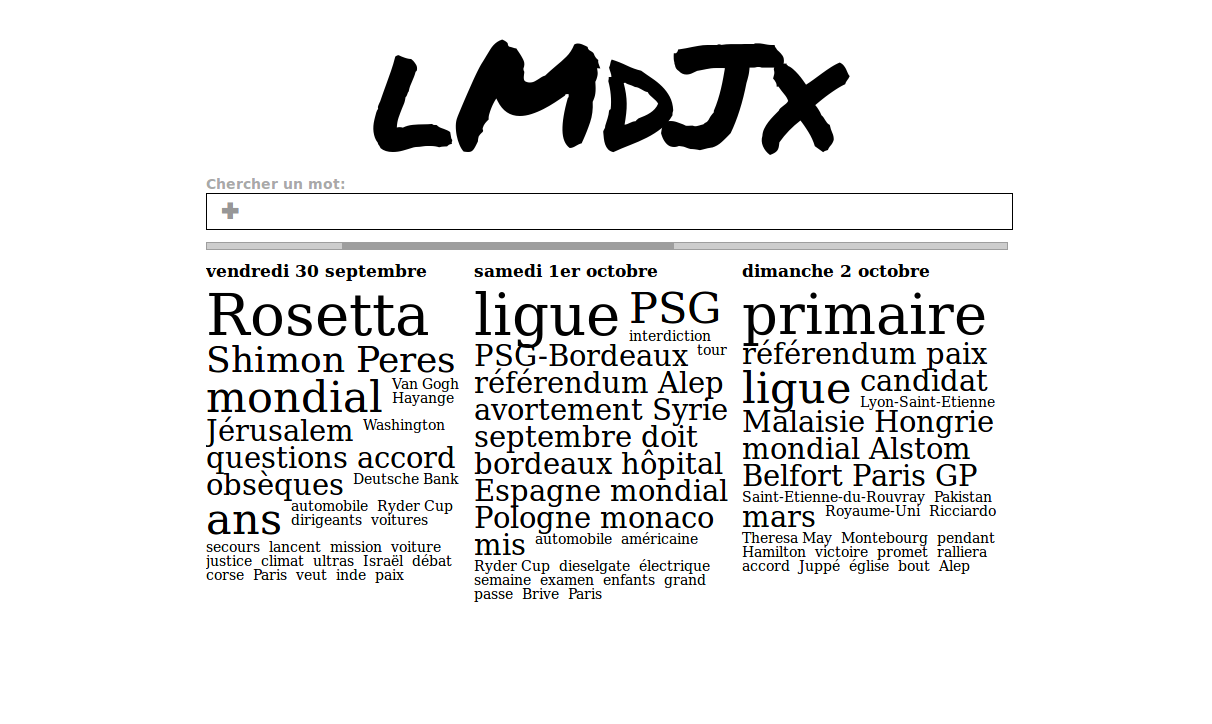 LMDJX
Chercher un mot:
vendredi 30 septembre
Rosetta
Shimon Peres
mondial Van Gogh
Hayange
Jérusalem Washington
questions accord
obsèques Deutsche Bank
ans automobile Ryder Cup
dirigeants voitures
secours lancent mission voiture
justice climat ultras Israël débat
corse Paris veut inde paix
samedi 1er octobre
ligue PSG
interdiction
PSG-Bordeaux tour
référendum Alep
avortement Syrie
septembre doit
bordeaux hôpital
Espagne mondial
Pologne monaco
mis automobile américaine
Ryder Cup dieselgate électrique
semaine examen enfants grand
passe Brive Paris
dimanche 2 octobre
primaire
référendum paix
ligue candidat
Lyon-Saint-Etienne
Malaisie Hongrie
mondial Alstom
Belfort Paris GP
Saint-Etienne-du-Rouvray Pakistan
mars Royaume-Uni Ricciardo
Theresa May Montebourg pendant
Hamilton victoire promet ralliera
accord Juppé église bout Alep